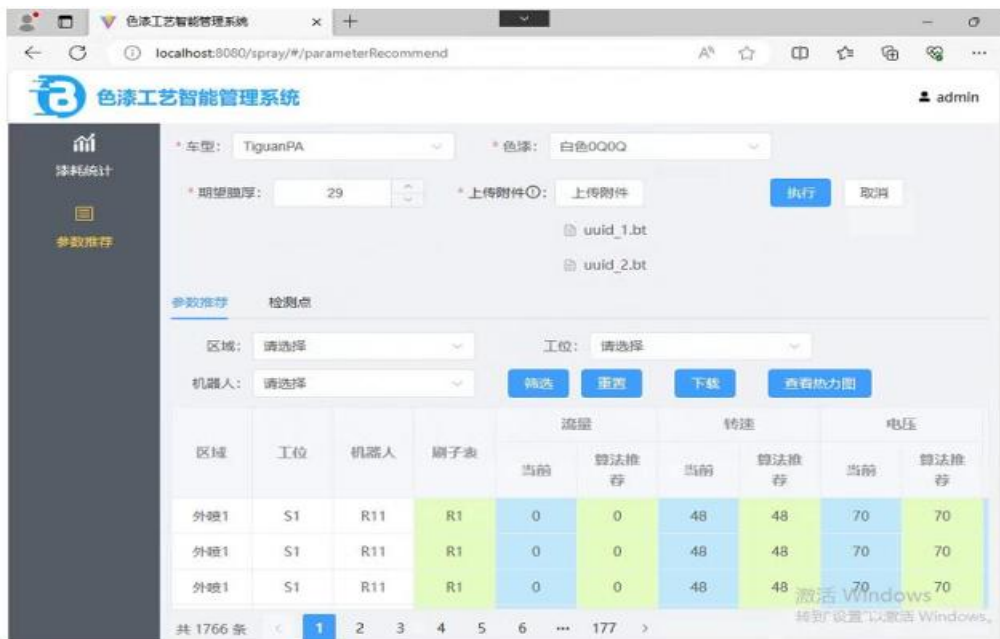 色漆工艺智能管理系统
localhost:8080/spray/#/parameterRecommend
色漆工艺智能管理系统
admin
漆耗统计
参数推荐
* 车型: TiguanPA * 色漆: 白色0Q0Q
* 期望膜厚: 29 * 上传附件: 上传附件 执行 取消
uuid_1.bt
uuid_2.bt
参数推荐 检测点
区域: 请选择 工位: 请选择
机器人: 请选择 筛选 重置 下载 查看热力图
区域 工位 机器人 刷子表 流量 转速 电压
当前 算法推荐 当前 算法推荐 当前 算法推荐
外喷1 S1 R11 R1 0 0 48 48 70 70
外喷1 S1 R11 R1 0 0 48 48 70 70
外喷1 S1 R11 R1 0 0 48 48 70 70
激活 Windows
转到"设置"以激活 Windows。
共 1766 条 1 2 3 4 5 6 ... 177